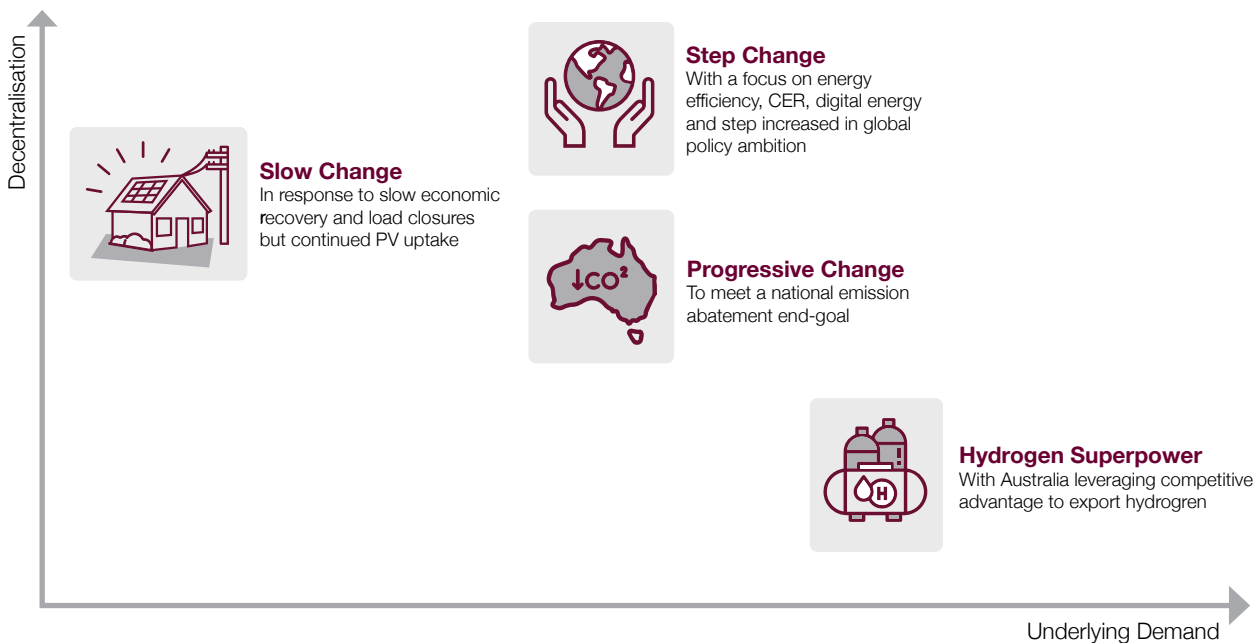 Decentralisation
Step Change
With a focus on energy
efficiency, CER, digital energy
and step increased in global
policy ambition
Slow Change
In response to slow economic
recovery and load closures
but continued PV uptake
↓CO²
Progressive Change
To meet a national emission
abatement end-goal
H
Hydrogen Superpower
With Australia leveraging competitive
advantage to export hydrogren
Underlying Demand